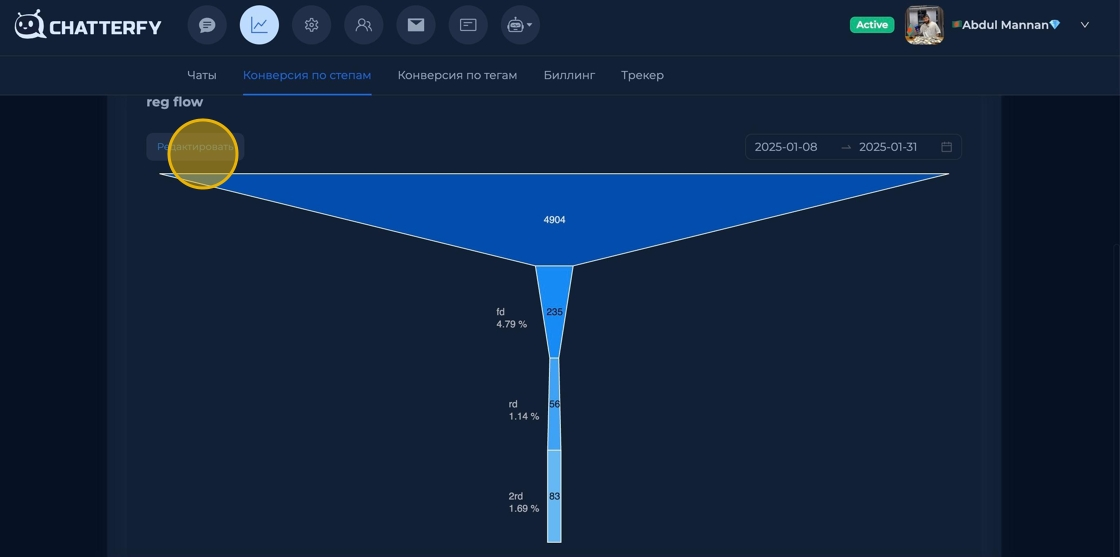 CHATTERFY
Active
Abdul Mannan
Чаты Конверсия по степам Конверсия по тегам Биллинг Трекер
reg flow
Редактировать
2025-01-08 → 2025-01-31
4904
fd
4.79 %
235
rd
1.14 %
56
2rd
1.69 %
83